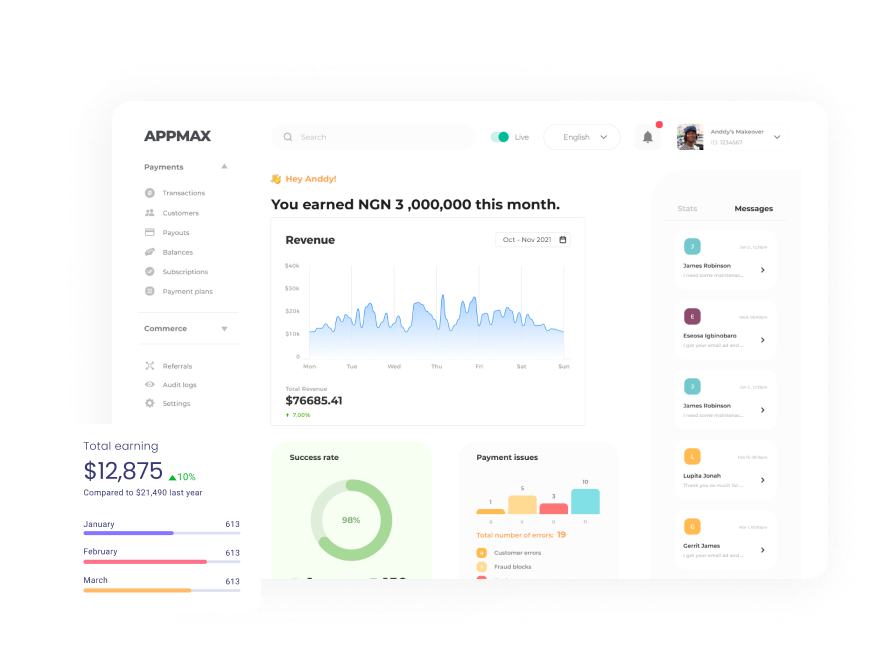 APPMAX
Search
Live
English
Anddy's Makeover
ID: 1234567
Payments
Transactions
Customers
Payouts
Balances
Subscriptions
Payment plans
Commerce
Referrals
Audit logs
Settings
Hey Anddy!
You earned NGN 3 ,000,000 this month.
Revenue
Oct - Nov 2021
$40k
$30k
$20k
$10k
0
Mon
Tue
Wed
Thu
Fri
Sat
Sun
Total Revenue
$76685.41
7.00%
Success rate
98%
Payment issues
1
5
3
10
Total number of errors: 19
Customer errors
Fraud blocks
Stats
Messages
J
James Robinson
I need some maintenac...
E
Eseosa Igbinobaro
I got your email ad and...
J
James Robinson
I need some maintenac...
L
Lupita Jonah
Thank you so much for...
G
Gerrit James
I got your email ad and...
Total earning
$12,875
10%
Compared to $21,490 last year
January 613
February 613
March 613